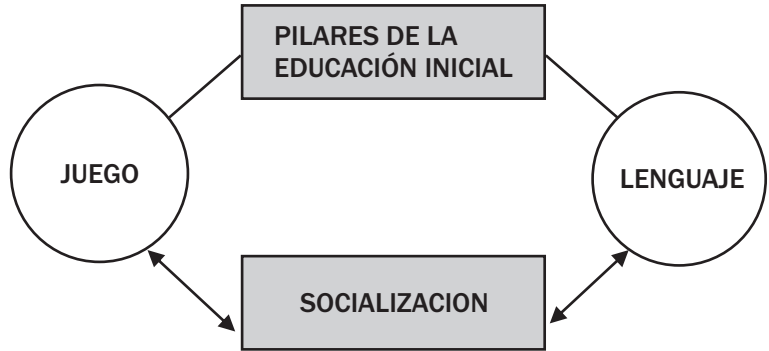 PILARES DE LA
EDUCACIÓN INICIAL
JUEGO
LENGUAJE
SOCIALIZACION